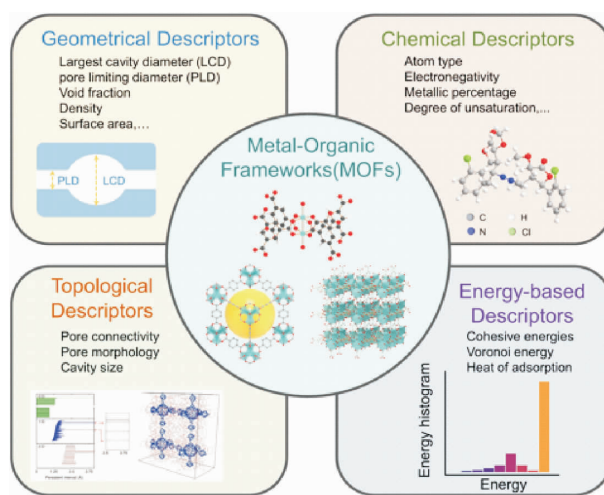 Geometrical Descriptors
Largest cavity diameter (LCD)
pore limiting diameter (PLD)
Void fraction
Density
Surface area,…
PLD
LCD
Chemical Descriptors
Atom type
Electronegativity
Metallic percentage
Degree of unsaturation,...
C
H
N
Cl
Metal-Organic
Frameworks(MOFs)
Topological
Descriptors
Pore connectivity
Pore morphology
Cavity size
Energy-based
Descriptors
Cohesive energies
Voronoi energy
Heat of adsorption
Energy histogram
Energy